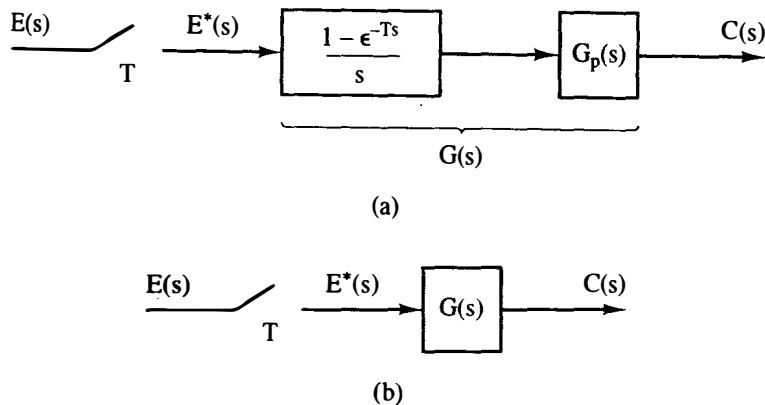 E(s)
T
E*(s)
1 − ϵ^−Ts
s
G_p(s)
C(s)
G(s)
(a)
E(s)
T
E*(s)
G(s)
C(s)
(b)